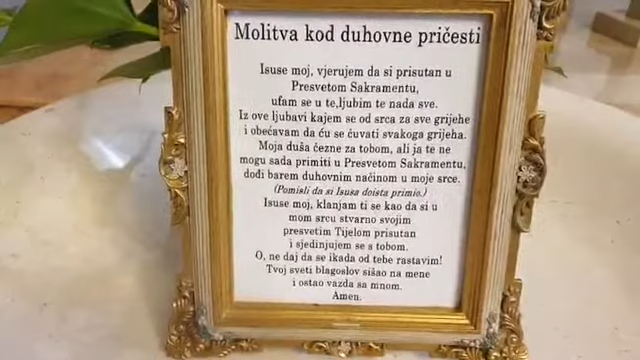 Molitva kod duhovne pričesti
Isuse moj, vjerujem da si prisutan u
Presvetom Sakramentu,
ufam se u te,ljubim te nada sve.
Iz ove ljubavi kajem se od srca za sve grijehe
i obećavam da ću se čuvati svakoga grijeha.
Moja duša čezne za tobom, ali ja te ne
mogu sada primiti u Presvetom Sakramentu,
dođi barem duhovnim načinom u moje srce.
(Pomisli da si Isusa doista primio.)
Isuse moj, klanjam ti se kao da si u
mom srcu stvarno svojim
presvetim Tijelom prisutan
i sjedinjujem se s tobom.
O, ne daj da se ikada od tebe rastavim!
Tvoj sveti blagoslov sišao na mene
i ostao vazda sa mnom.
Amen.